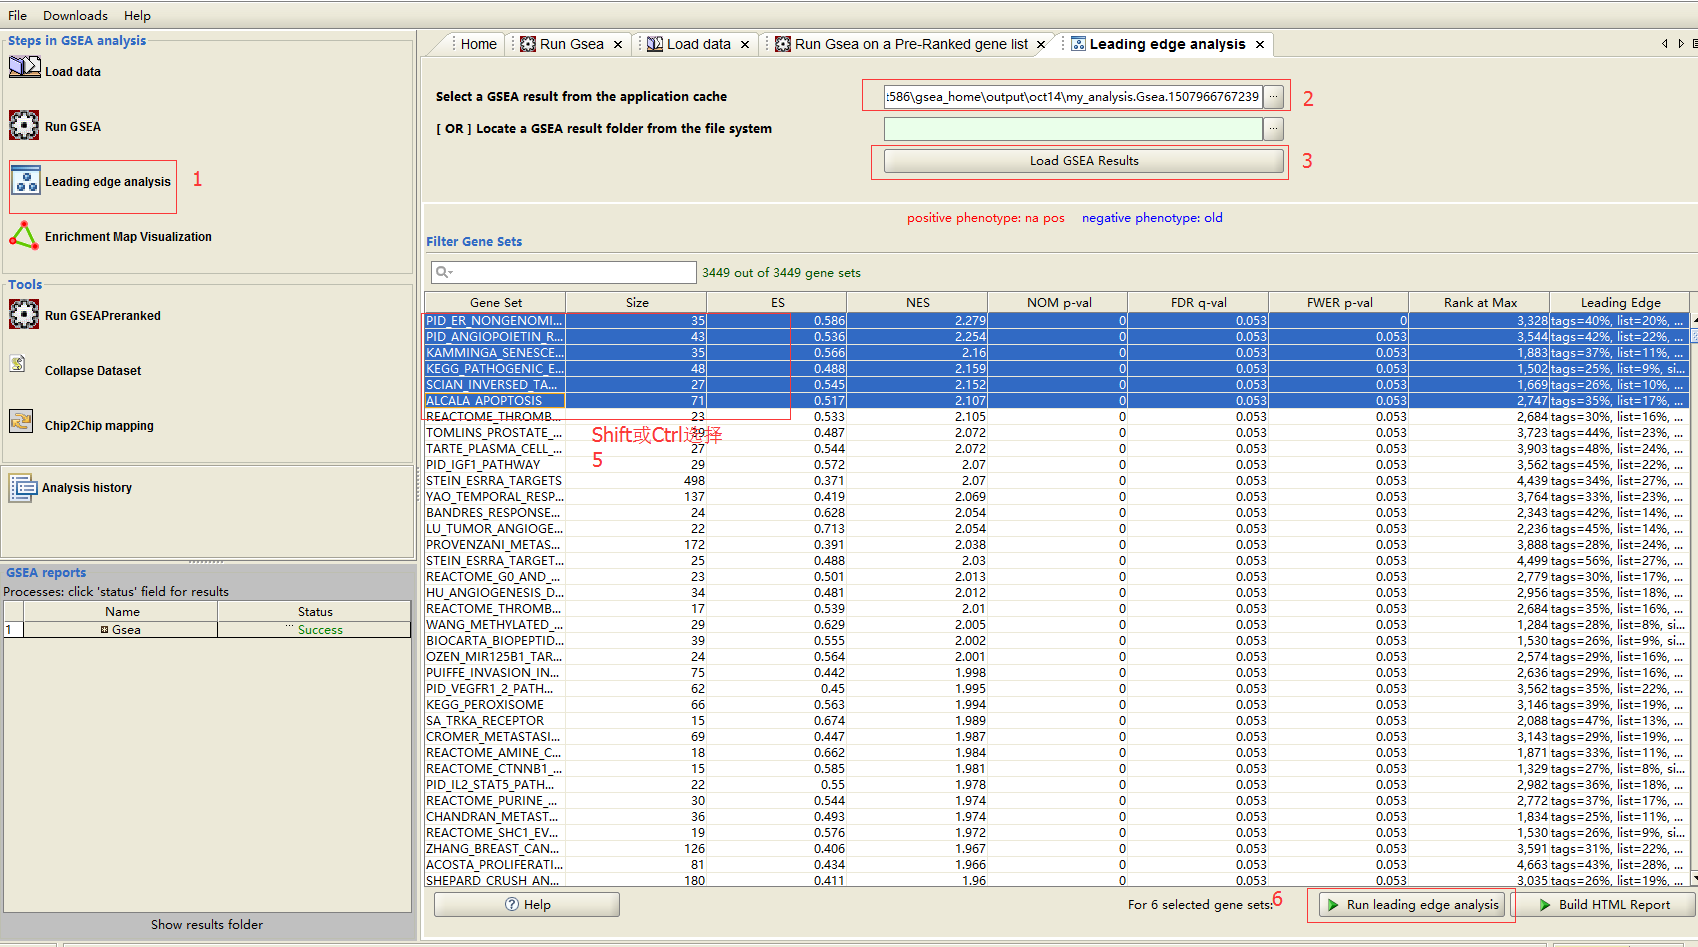 File Downloads Help
Steps in GSEA analysis
Load data
Run GSEA
Leading edge analysis 1
Enrichment Map Visualization
Tools
Run GSEAPreranked
Collapse Dataset
Chip2Chip mapping
Analysis history
GSEA reports
Processes: click 'status' field for results
Name Status
1 Gsea ... Success
Show results folder
Home Run Gsea × Load data × Run Gsea on a Pre-Ranked gene list × Leading edge analysis ×
Select a GSEA result from the application cache :586\gsea_home\output\oct14\my_analysis.Gsea.1507966767239 ... 2
[ OR ] Locate a GSEA result folder from the file system ...
Load GSEA Results 3
positive phenotype: na pos negative phenotype: old
Filter Gene Sets
3449 out of 3449 gene sets
Gene Set Size ES NES NOM p-val FDR q-val FWER p-val Rank at Max Leading Edge
PID_ER_NONGENOMI... 35 0.586 2.279 0 0.053 0 3,328 tags=40%, list=20%, ...
PID_ANGIOPOIETIN_R... 43 0.536 2.254 0 0.053 0.053 3,544 tags=42%, list=22%, ...
KAMMINGA_SENESCE... 35 0.566 2.16 0 0.053 0.053 1,883 tags=37%, list=11%, ...
KEGG_PATHOGENIC_E... 48 0.488 2.159 0 0.053 0.053 1,502 tags=25%, list=9%, si...
SCIAN_INVERSED_TA... 27 0.545 2.152 0 0.053 0.053 1,669 tags=26%, list=10%, ...
ALCALA_APOPTOSIS 71 0.517 2.107 0 0.053 0.053 2,747 tags=35%, list=17%, ...
REACTOME_THROMB... 23 0.533 2.105 0 0.053 0.053 2,684 tags=30%, list=16%, ...
TOMLINS_PROSTATE_... 39 0.487 2.072 0 0.053 0.053 3,723 tags=44%, list=23%, ...
Shift或Ctrl选择
TARTE_PLASMA_CELL_... 27 0.544 2.072 0 0.053 0.053 3,903 tags=48%, list=24%, ...
5
PID_IGF1_PATHWAY 29 0.572 2.07 0 0.053 0.053 3,562 tags=45%, list=22%, ...
STEIN_ESRRA_TARGETS 498 0.371 2.07 0 0.053 0.053 4,439 tags=34%, list=27%, ...
YAO_TEMPORAL_RESP... 137 0.419 2.069 0 0.053 0.053 3,764 tags=33%, list=23%, ...
BANDRES_RESPONSE... 24 0.628 2.054 0 0.053 0.053 2,343 tags=42%, list=14%, ...
LU_TUMOR_ANGIOGE... 22 0.713 2.054 0 0.053 0.053 2,236 tags=45%, list=14%, ...
PROVENZANI_METAS... 172 0.391 2.038 0 0.053 0.053 3,888 tags=28%, list=24%, ...
STEIN_ESRRA_TARGET... 25 0.488 2.03 0 0.053 0.053 4,499 tags=56%, list=27%, ...
REACTOME_G0_AND_... 23 0.501 2.013 0 0.053 0.053 2,779 tags=30%, list=17%, ...
HU_ANGIOGENESIS_D... 34 0.481 2.012 0 0.053 0.053 2,956 tags=35%, list=18%, ...
REACTOME_THROMB... 17 0.539 2.01 0 0.053 0.053 2,684 tags=35%, list=16%, ...
WANG_METHYLATED_... 29 0.629 2.005 0 0.053 0.053 1,284 tags=28%, list=8%, si...
BIOCARTA_BIOPEPTID... 39 0.555 2.002 0 0.053 0.053 1,530 tags=26%, list=9%, si...
OZEN_MIR125B1_TAR... 24 0.564 2.001 0 0.053 0.053 2,574 tags=29%, list=16%, ...
PUIFFE_INVASION_IN... 75 0.442 1.998 0 0.053 0.053 2,636 tags=29%, list=16%, ...
PID_VEGFR1_2_PATH... 62 0.45 1.995 0 0.053 0.053 3,562 tags=35%, list=22%, ...
KEGG_PEROXISOME 66 0.563 1.994 0 0.053 0.053 3,146 tags=39%, list=19%, ...
SA_TRKA_RECEPTOR 15 0.674 1.989 0 0.053 0.053 2,088 tags=47%, list=13%, ...
CROMER_METASTASI... 69 0.447 1.987 0 0.053 0.053 3,143 tags=29%, list=19%, ...
REACTOME_AMINE_C... 18 0.662 1.984 0 0.053 0.053 1,871 tags=33%, list=11%, ...
REACTOME_CTNNB1_... 15 0.585 1.981 0 0.053 0.053 1,329 tags=27%, list=8%, si...
PID_IL2_STAT5_PATH... 22 0.55 1.978 0 0.053 0.053 2,982 tags=36%, list=18%, ...
REACTOME_PURINE_... 30 0.544 1.974 0 0.053 0.053 2,772 tags=37%, list=17%, ...
CHANDRAN_METAST... 36 0.493 1.974 0 0.053 0.053 1,834 tags=25%, list=11%, ...
REACTOME_SHC1_EV... 19 0.576 1.972 0 0.053 0.053 1,530 tags=26%, list=9%, si...
ZHANG_BREAST_CAN... 126 0.406 1.967 0 0.053 0.053 3,591 tags=31%, list=22%, ...
ACOSTA_PROLIFERATI... 81 0.434 1.966 0 0.053 0.053 4,663 tags=43%, list=28%, ...
SHEPARD_CRUSH_AN... 180 0.411 1.96 0 0.053 0.053 3,035 tags=26%, list=19%, ...
Help For 6 selected gene sets: 6 Run leading edge analysis Build HTML Report